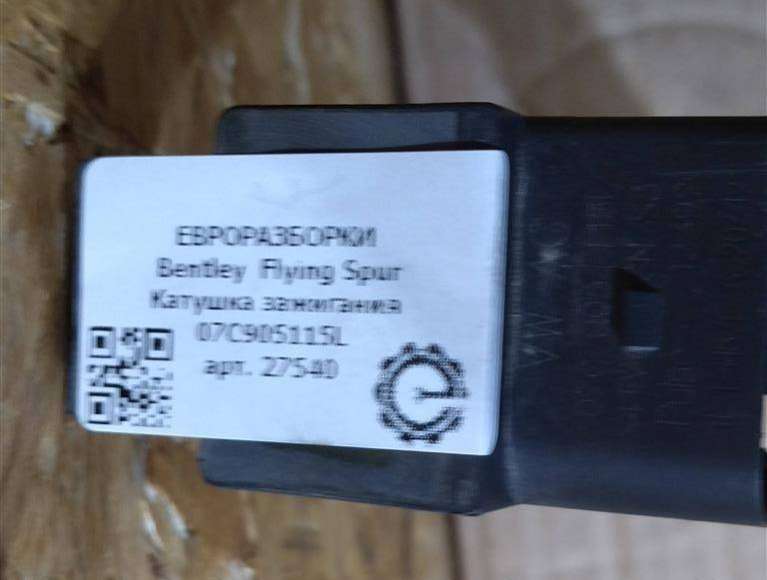 ЕВРОРАЗБОРКИ
Bentley Flying Spur
Катушка зажигания
07C905115L
арт. 27540